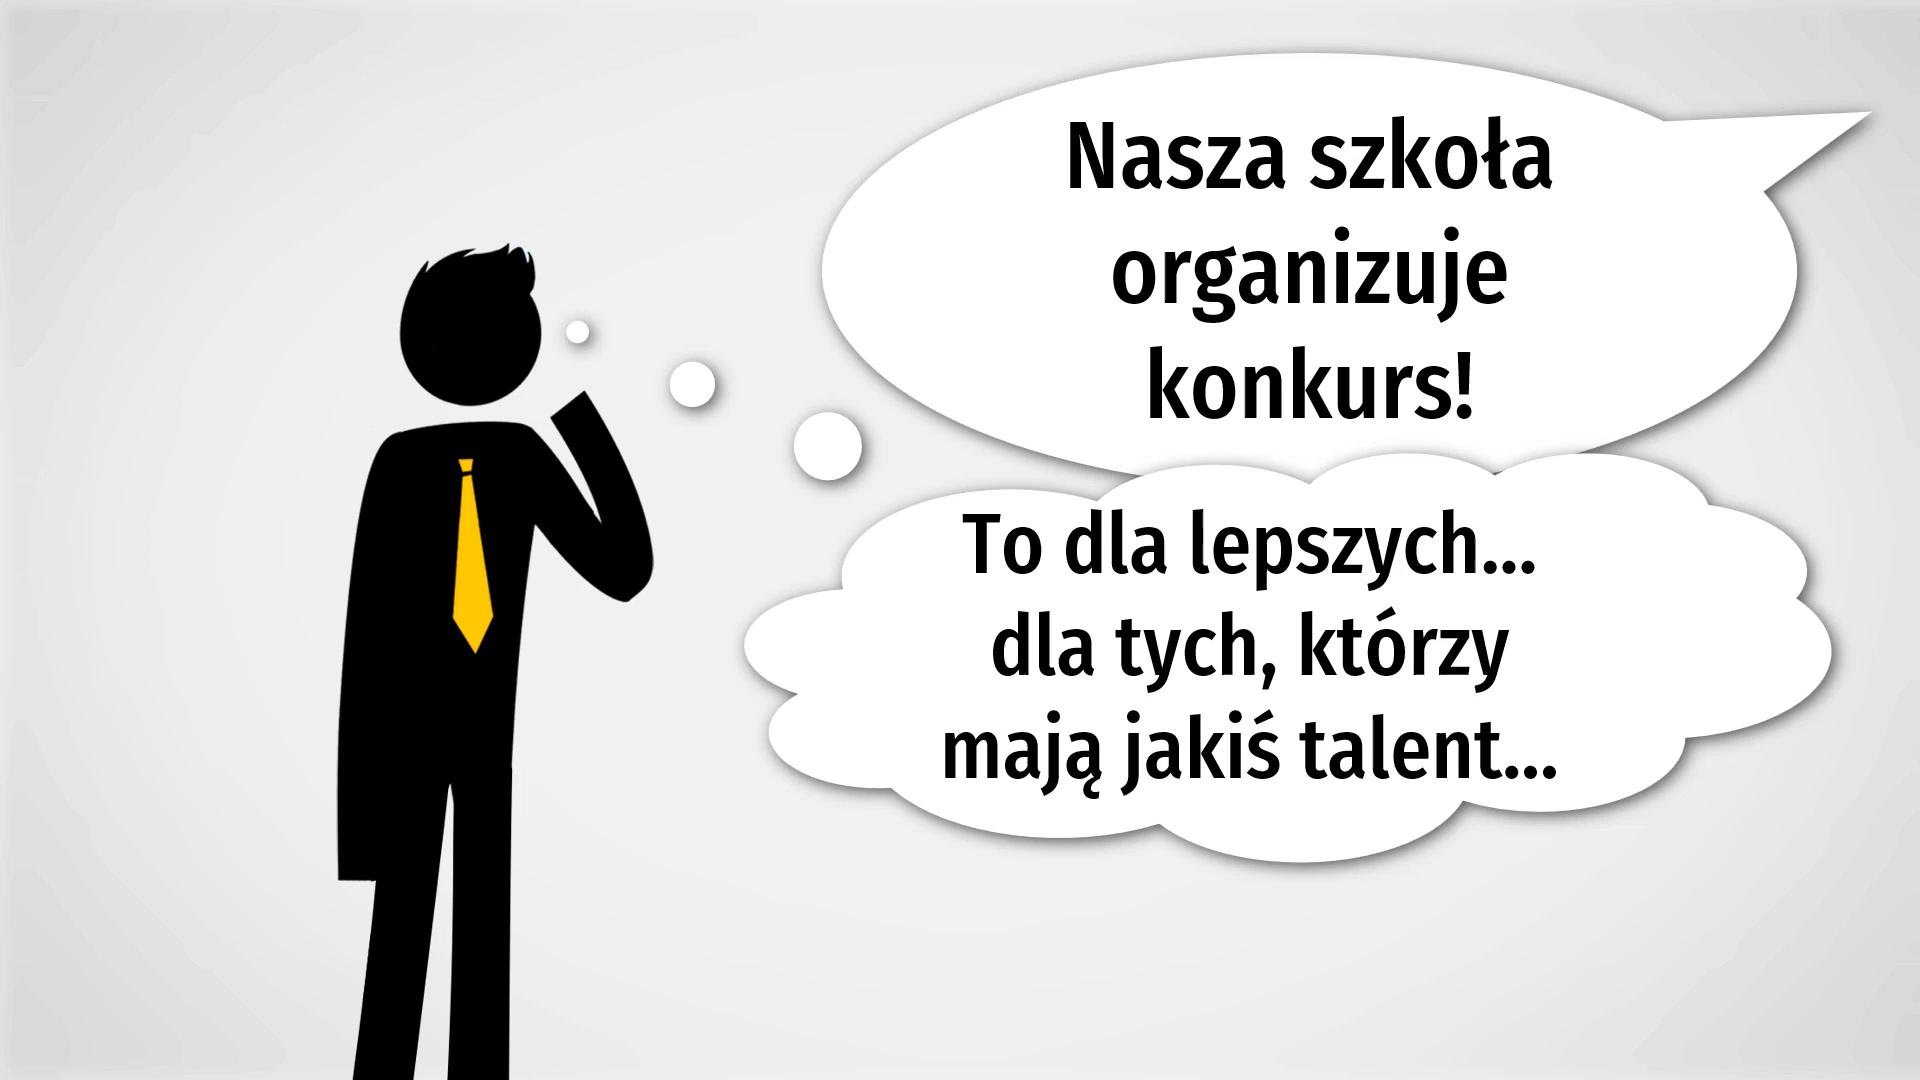 Nasza szkoła
organizuje
konkurs!
To dla lepszych...
dla tych, którzy
mają jakiś talent...